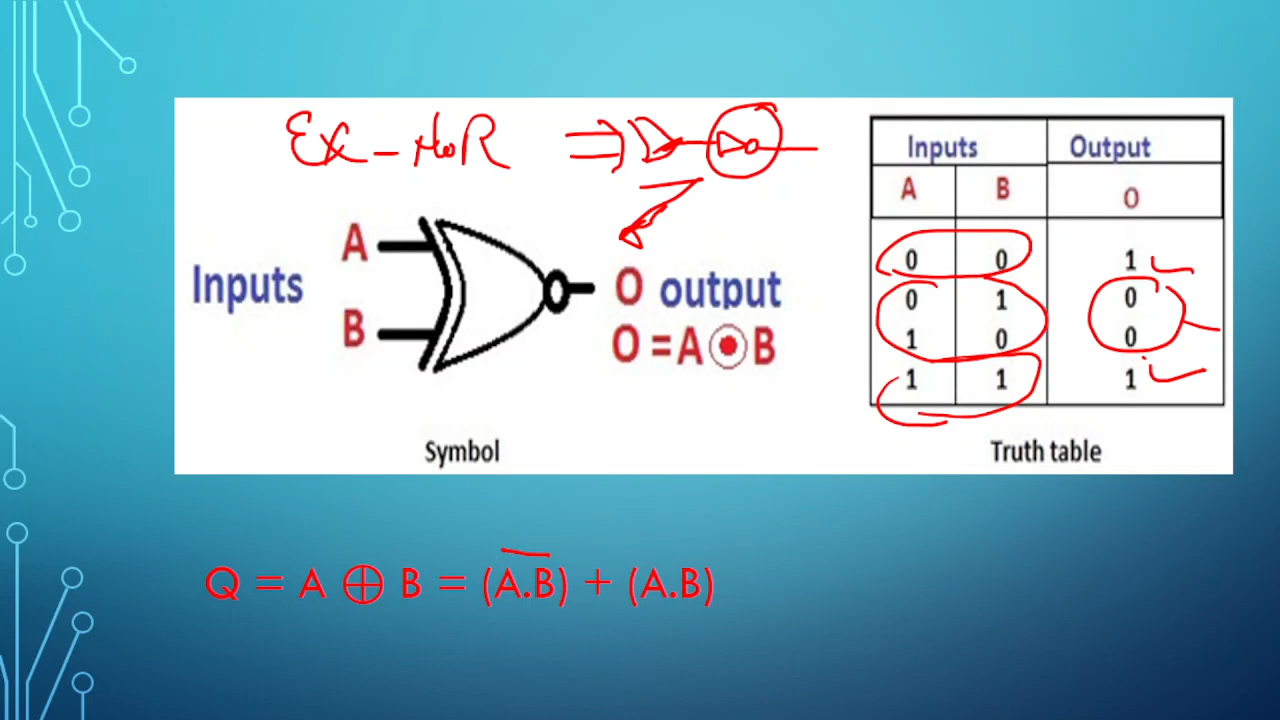 EX-NOR
Inputs
A
B
O output
O = A ⊙ B
Symbol
Inputs Output
A B O
0 0 1
0 1 0
1 0 0
1 1 1
Truth table
Q = A ⊕ B = (A̅.̅B̅) + (A.B)